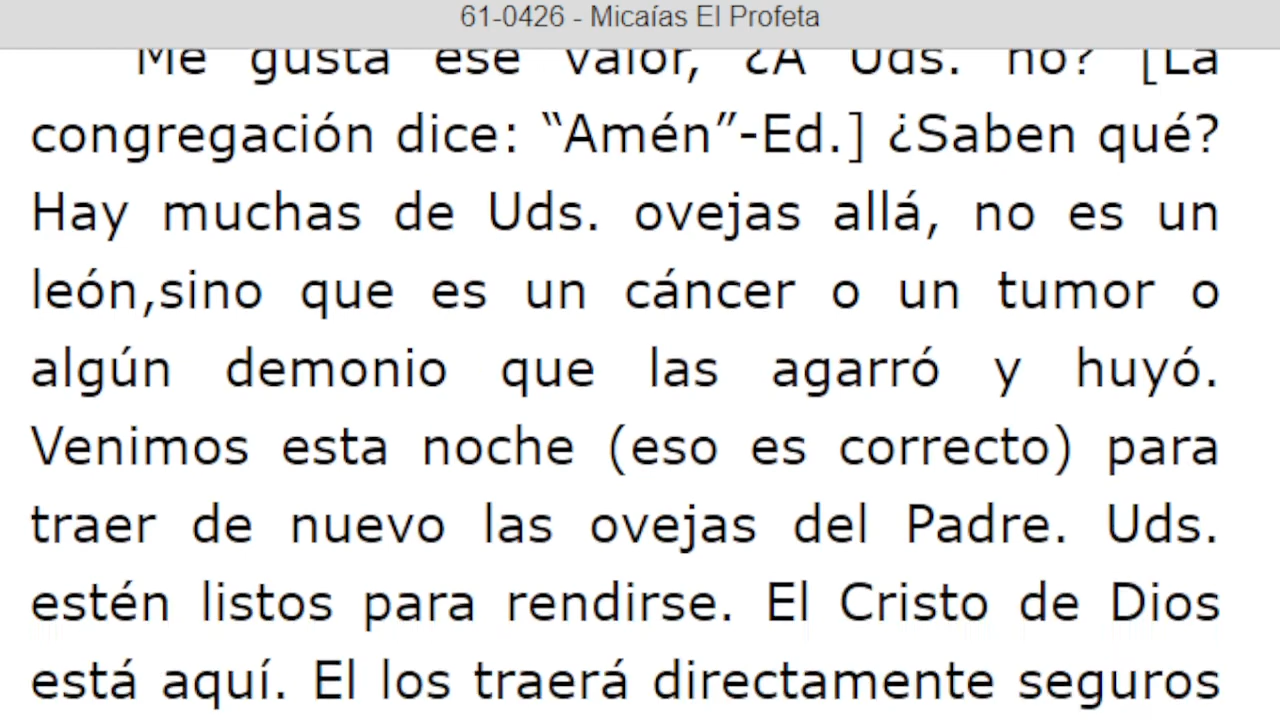 61-0426 - Micaías El Profeta
Me gusta ese valor, ¿A Uds. no? [La
congregación dice: “Amén”-Ed.] ¿Saben qué?
Hay muchas de Uds. ovejas allá, no es un
león,sino que es un cáncer o un tumor o
algún demonio que las agarró y huyó.
Venimos esta noche (eso es correcto) para
traer de nuevo las ovejas del Padre. Uds.
estén listos para rendirse. El Cristo de Dios
está aquí. El los traerá directamente seguros